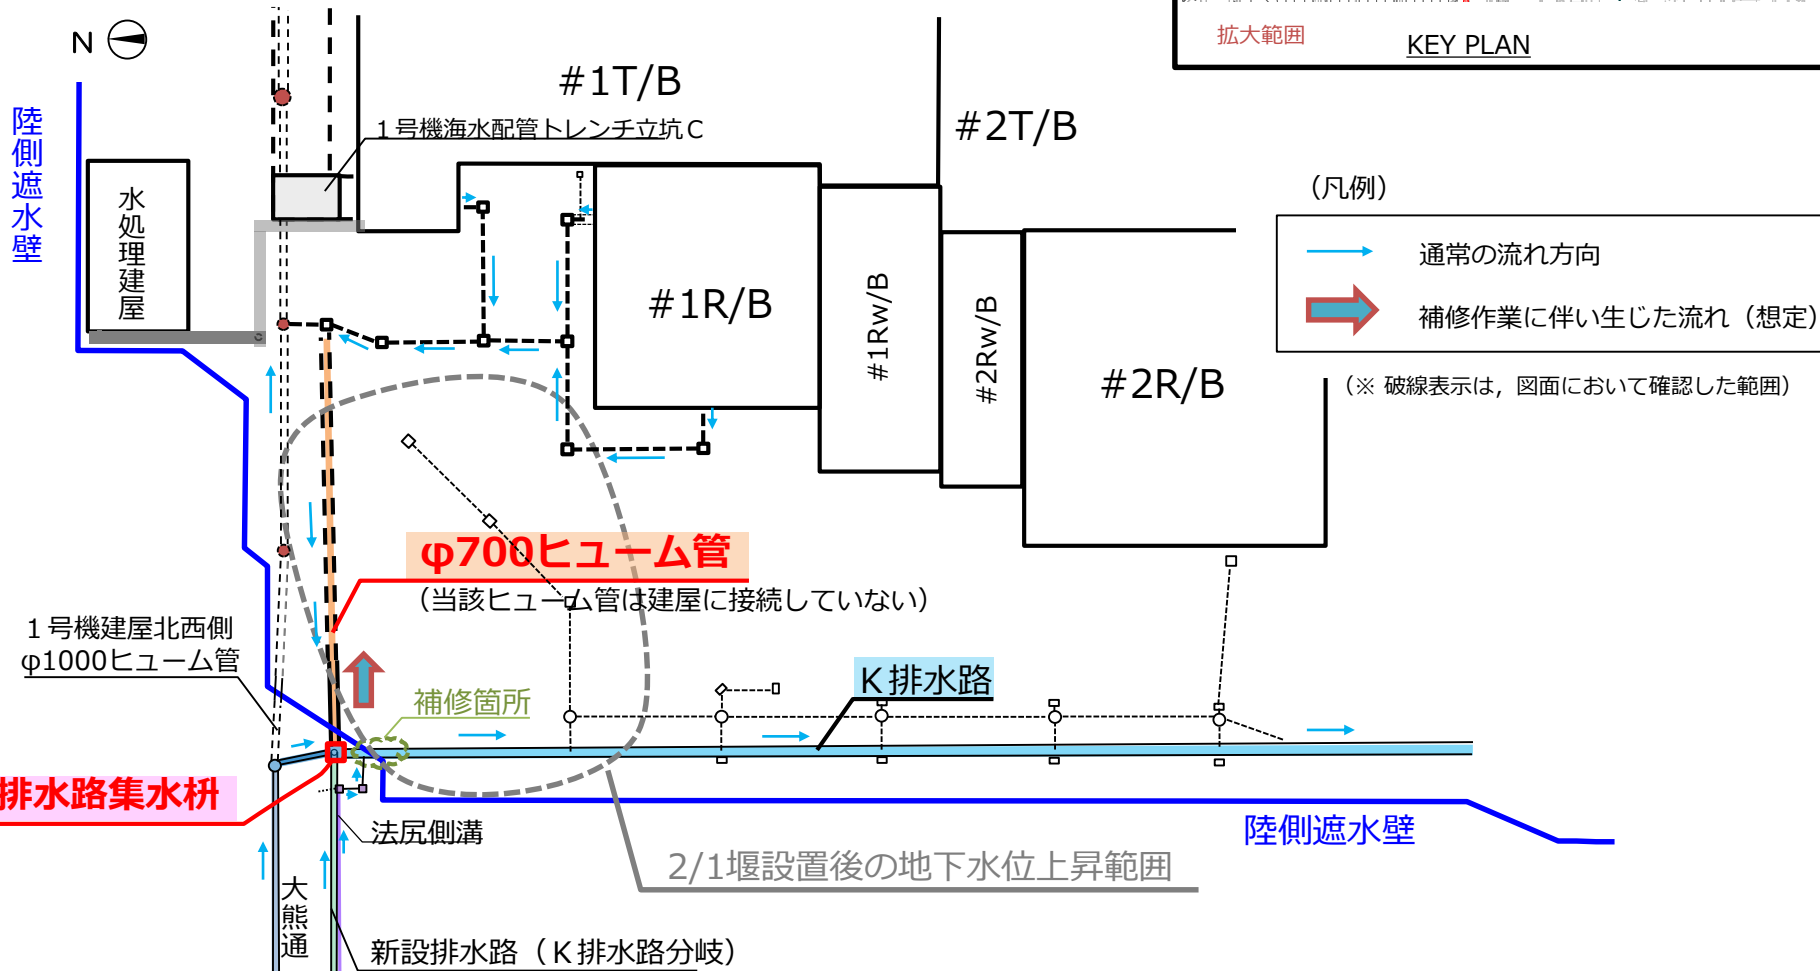 拡大範囲
KEY PLAN
N
陸側遮水壁
水処理建屋
#1T/B
1号機海水配管トレンチ立坑C
#2T/B
(凡例)
通常の流れ方向
補修作業に伴い生じた流れ（想定）
（※ 破線表示は，図面において確認した範囲）
#1R/B
#1Rw/B
#2Rw/B
#2R/B
φ700ヒューム管
（当該ヒューム管は建屋に接続していない）
1号機建屋北西側
φ1000ヒューム管
補修箇所
K排水路
排水路集水枡
法尻側溝
陸側遮水壁
2/1堰設置後の地下水位上昇範囲
大熊通
新設排水路（K排水路分岐）